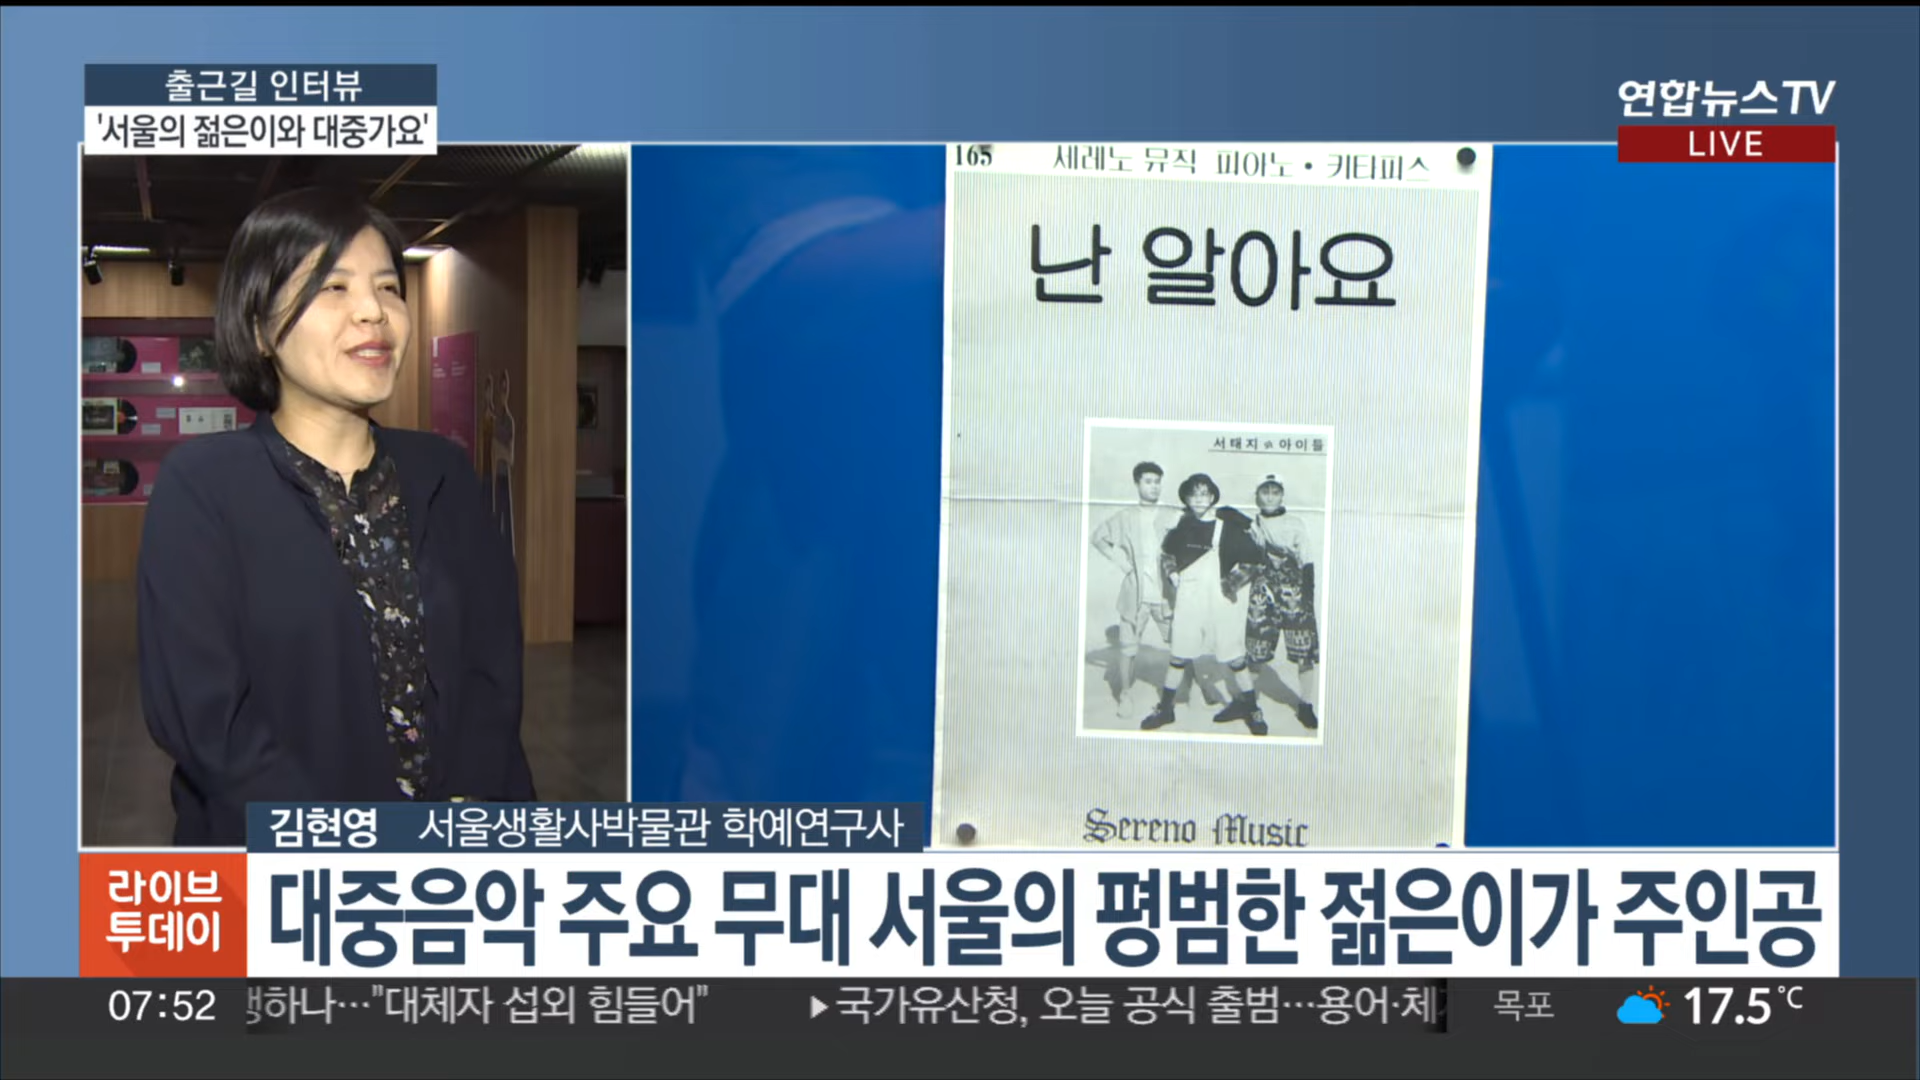 출근길 인터뷰
'서울의 젊은이와 대중가요'
연합뉴스TV
LIVE
165 세레노 뮤직 피아노・키타피스
난 알아요
서태지와 아이들
Sereno Music
김현영 서울생활사박물관 학예연구사
라이브
투데이
대중음악 주요 무대 서울의 평범한 젊은이가 주인공
07:52 "대체자 섭외 힘들어" ▶국가유산청, 오늘 공식 출범…용어·체 목포 17.5℃